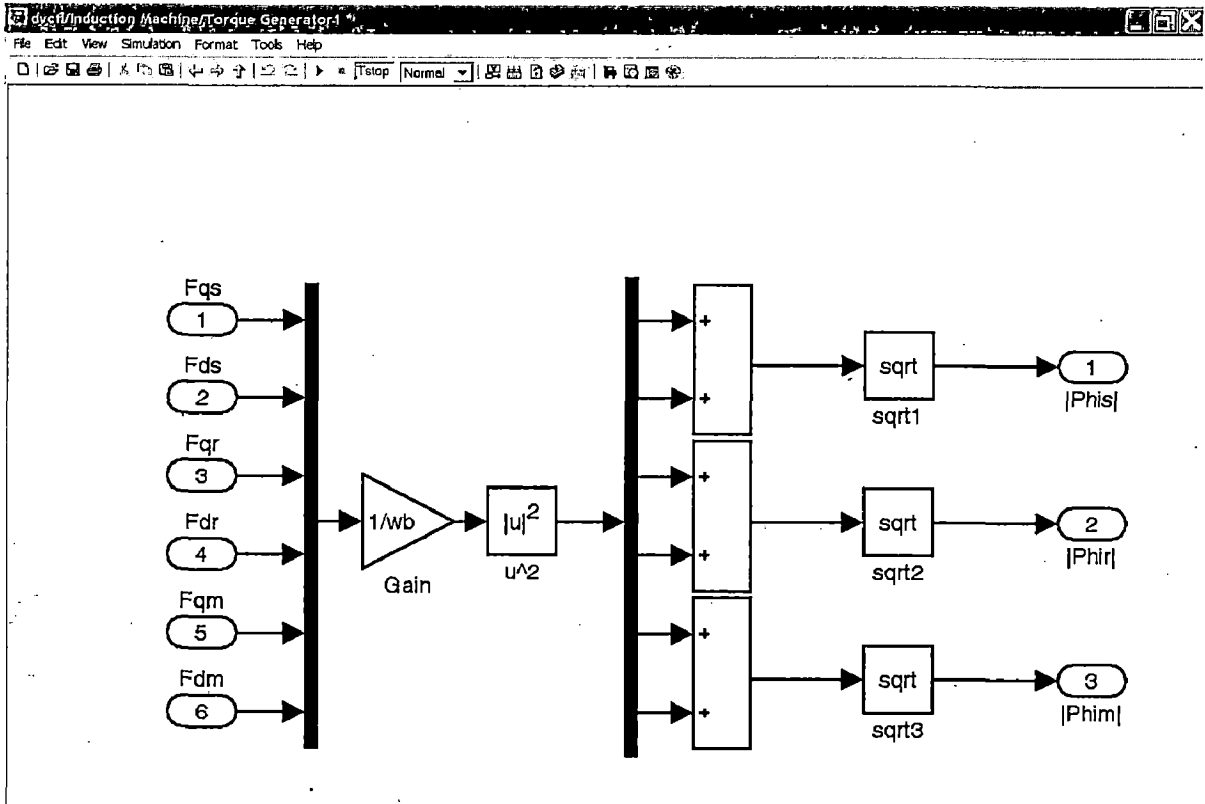 dvcfl/Induction Machine/Torque Generator1 *
File Edit View Simulation Format Tools Help
Tstop Normal
Fqs
1
Fds
2
Fqr
3
Fdr
4
Fqm
5
Fdm
6
1/wb
Gain
|u|^2
u^2
+
+
+
+
+
+
sqrt
sqrt1
sqrt
sqrt2
sqrt
sqrt3
1
|Phis|
2
|Phir|
3
|Phim|